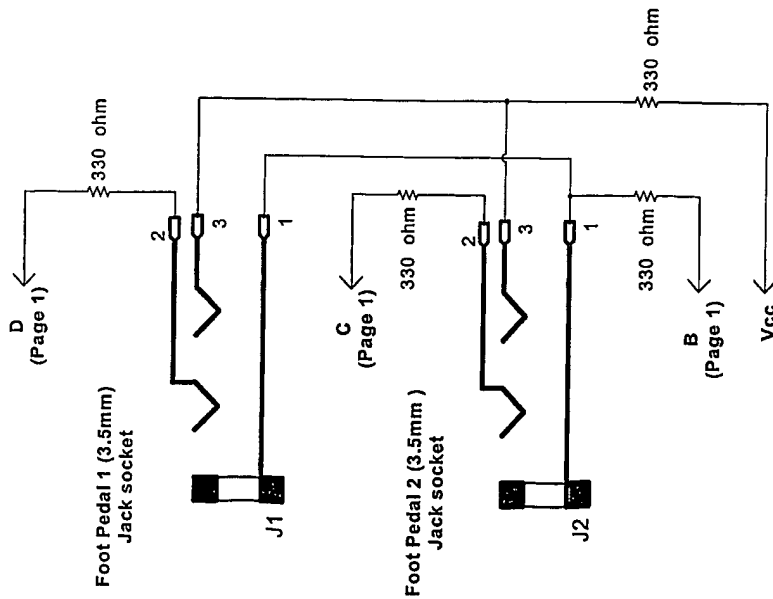 D
(Page 1)
330 ohm
2
3
1
Foot Pedal 1 (3.5mm)
Jack socket
J1
C
(Page 1)
330 ohm
2
3
1
Foot Pedal 2 (3.5mm )
Jack socket
J2
330 ohm
B
(Page 1)
330 ohm
Vcc